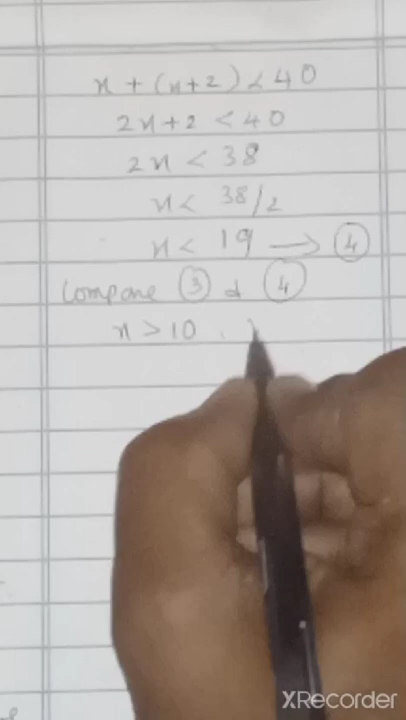 x + (x+2) < 40
2x+2 < 40
2x < 38
x < 38/2
x < 19 → ④
Compare ③ & ④
x > 10 ,
XRecorder